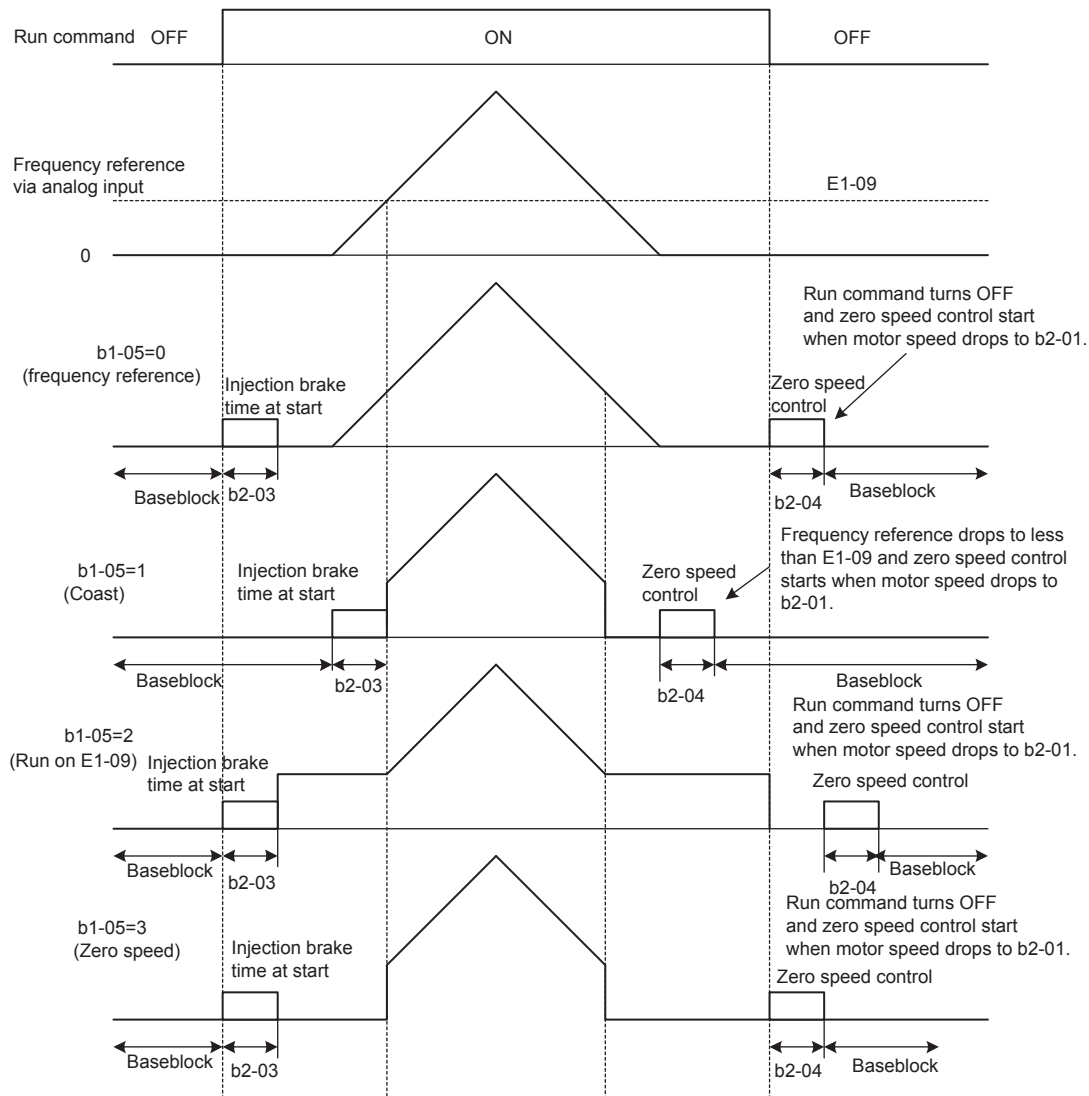 Run command OFF ON OFF
Frequency reference
via analog input
E1-09
0
Run command turns OFF
and zero speed control start
when motor speed drops to b2-01.
b1-05=0
(frequency reference)
Injection brake
time at start
Zero speed
control
Baseblock
b2-03
b2-04
Baseblock
Frequency reference drops to less
than E1-09 and zero speed control
starts when motor speed drops to
b2-01.
b1-05=1
(Coast)
Injection brake
time at start
Zero speed
control
Baseblock
b2-03
b2-04
Baseblock
Run command turns OFF
and zero speed control start
when motor speed drops to b2-01.
b1-05=2
(Run on E1-09)
Injection brake
time at start
Zero speed control
Baseblock
b2-03
b2-04
Baseblock
Run command turns OFF
and zero speed control start
when motor speed drops to b2-01.
b1-05=3
(Zero speed)
Injection brake
time at start
Zero speed control
Baseblock
b2-03
b2-04
Baseblock